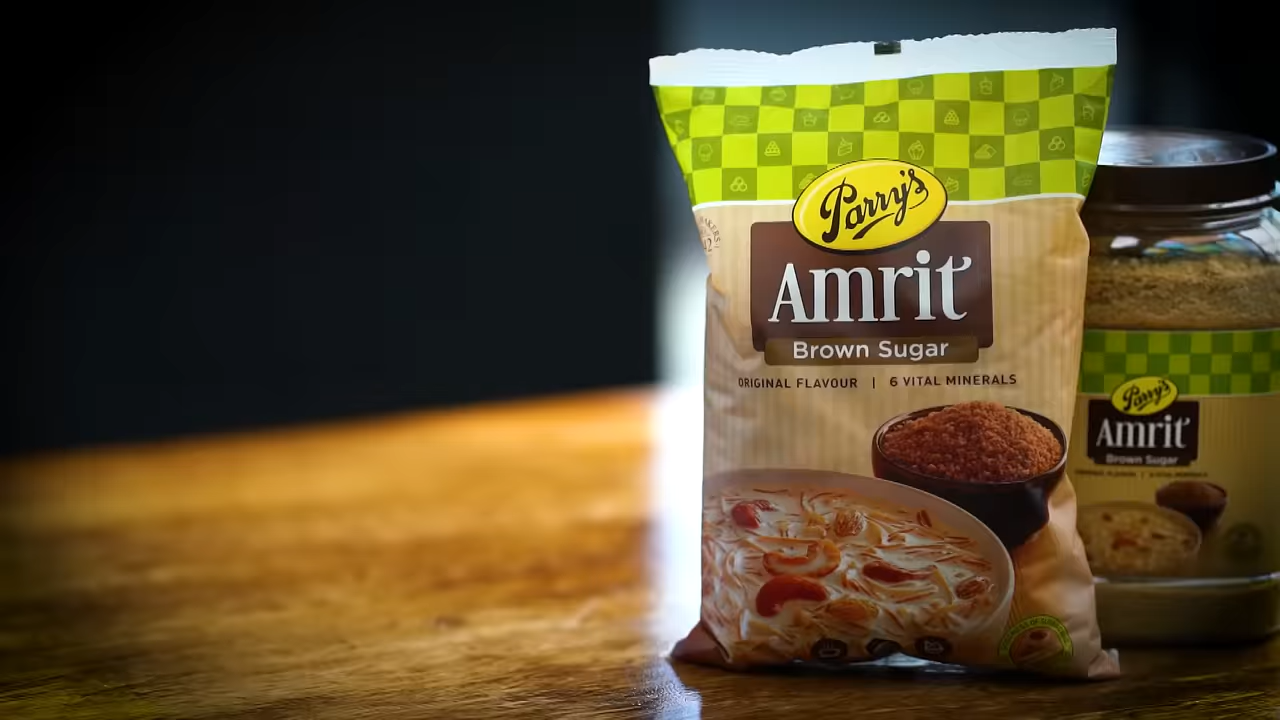 Parry's
Amrit
Brown Sugar
ORIGINAL FLAVOUR | 6 VITAL MINERALS
Parry's
Amrit
Brown Sugar